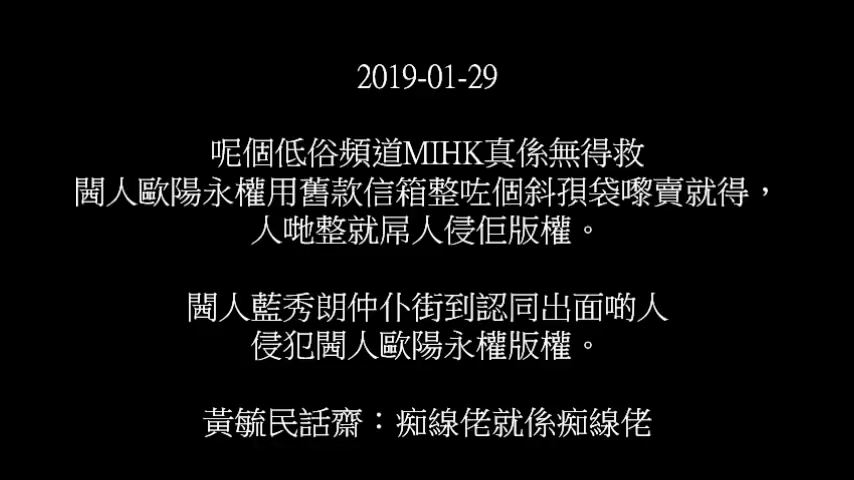 2019-01-29
呢個低俗頻道MIHK真係無得救
閪人歐陽永權用舊款信箱整咗個斜孭袋嚟賣就得，
人哋整就屌人侵佢版權。
閪人藍秀朗仲仆街到認同出面啲人
侵犯閪人歐陽永權版權。
黃毓民話齋：痴線佬就係痴線佬